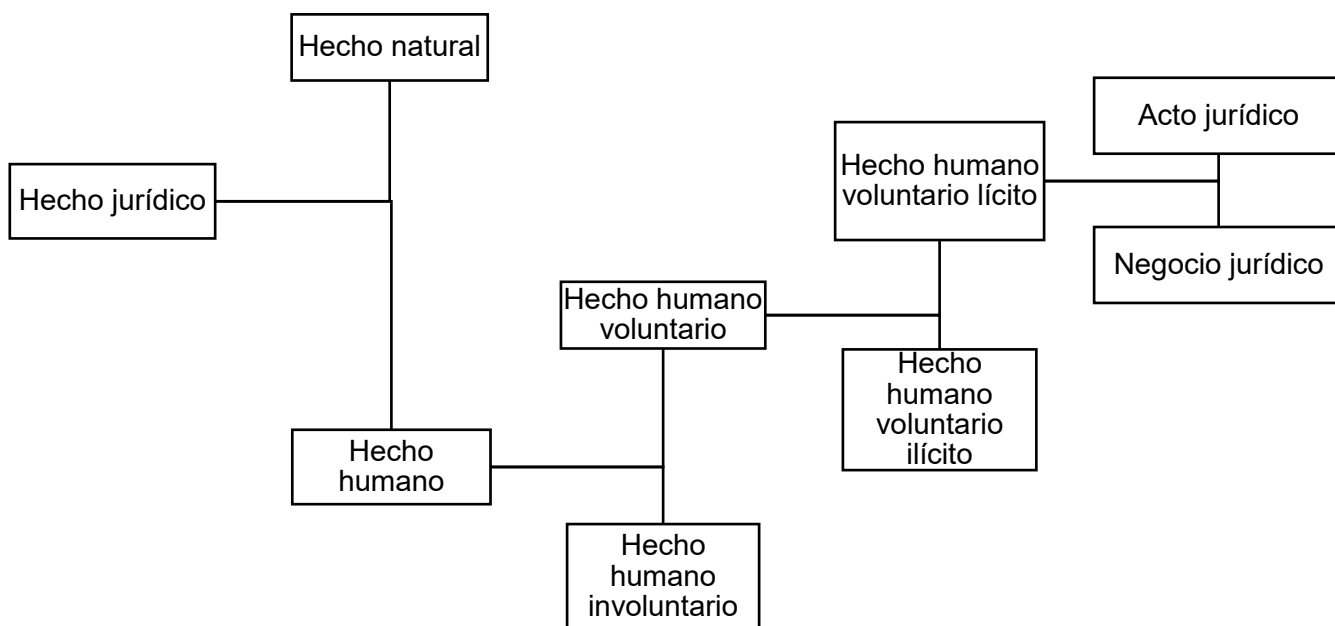 Hecho natural
Hecho jurídico
Hecho
humano
Hecho humano
voluntario
Hecho
humano
involuntario
Hecho humano
voluntario lícito
Hecho
humano
voluntario
ilícito
Acto jurídico
Negocio jurídico